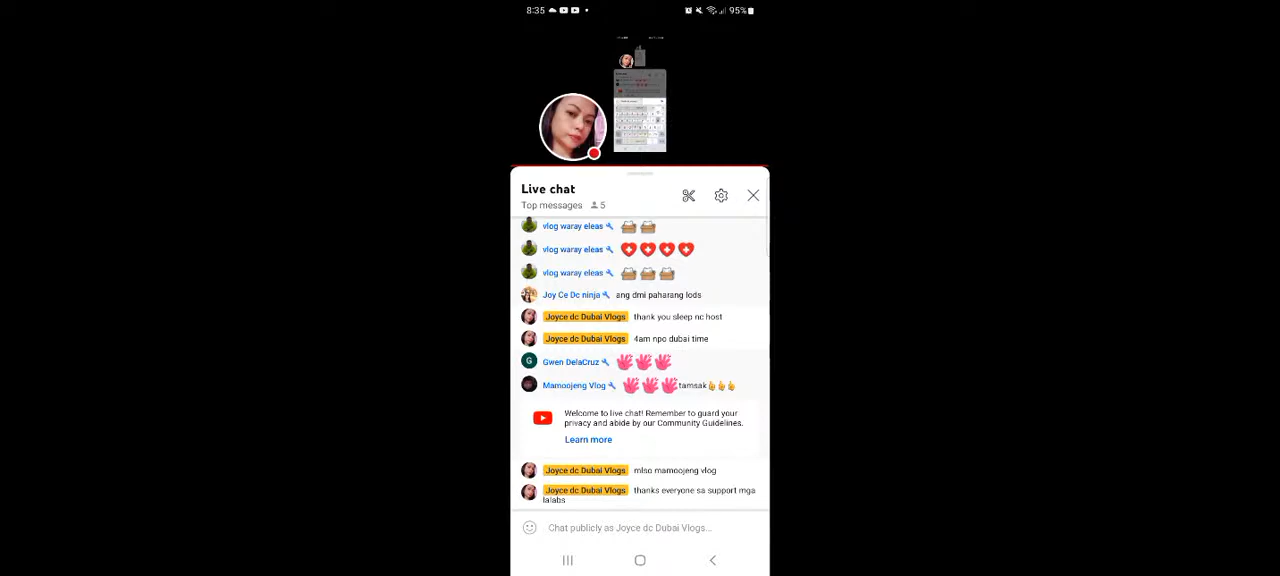 8:35
95%
Live chat
Top messages 5
vlog waray eleas
vlog waray eleas
vlog waray eleas
Joy Ce Dc ninja ang dmi paharang lods
Joyce dc Dubai Vlogs thank you sleep nc host
Joyce dc Dubai Vlogs 4am npo dubai time
G Gwen DelaCruz
Mamoojeng Vlog tamsak
Welcome to live chat! Remember to guard your
privacy and abide by our Community Guidelines.
Learn more
Joyce dc Dubai Vlogs mlso mamoojeng vlog
Joyce dc Dubai Vlogs thanks everyone sa support mga
lalabs
Chat publicly as Joyce dc Dubai Vlogs...